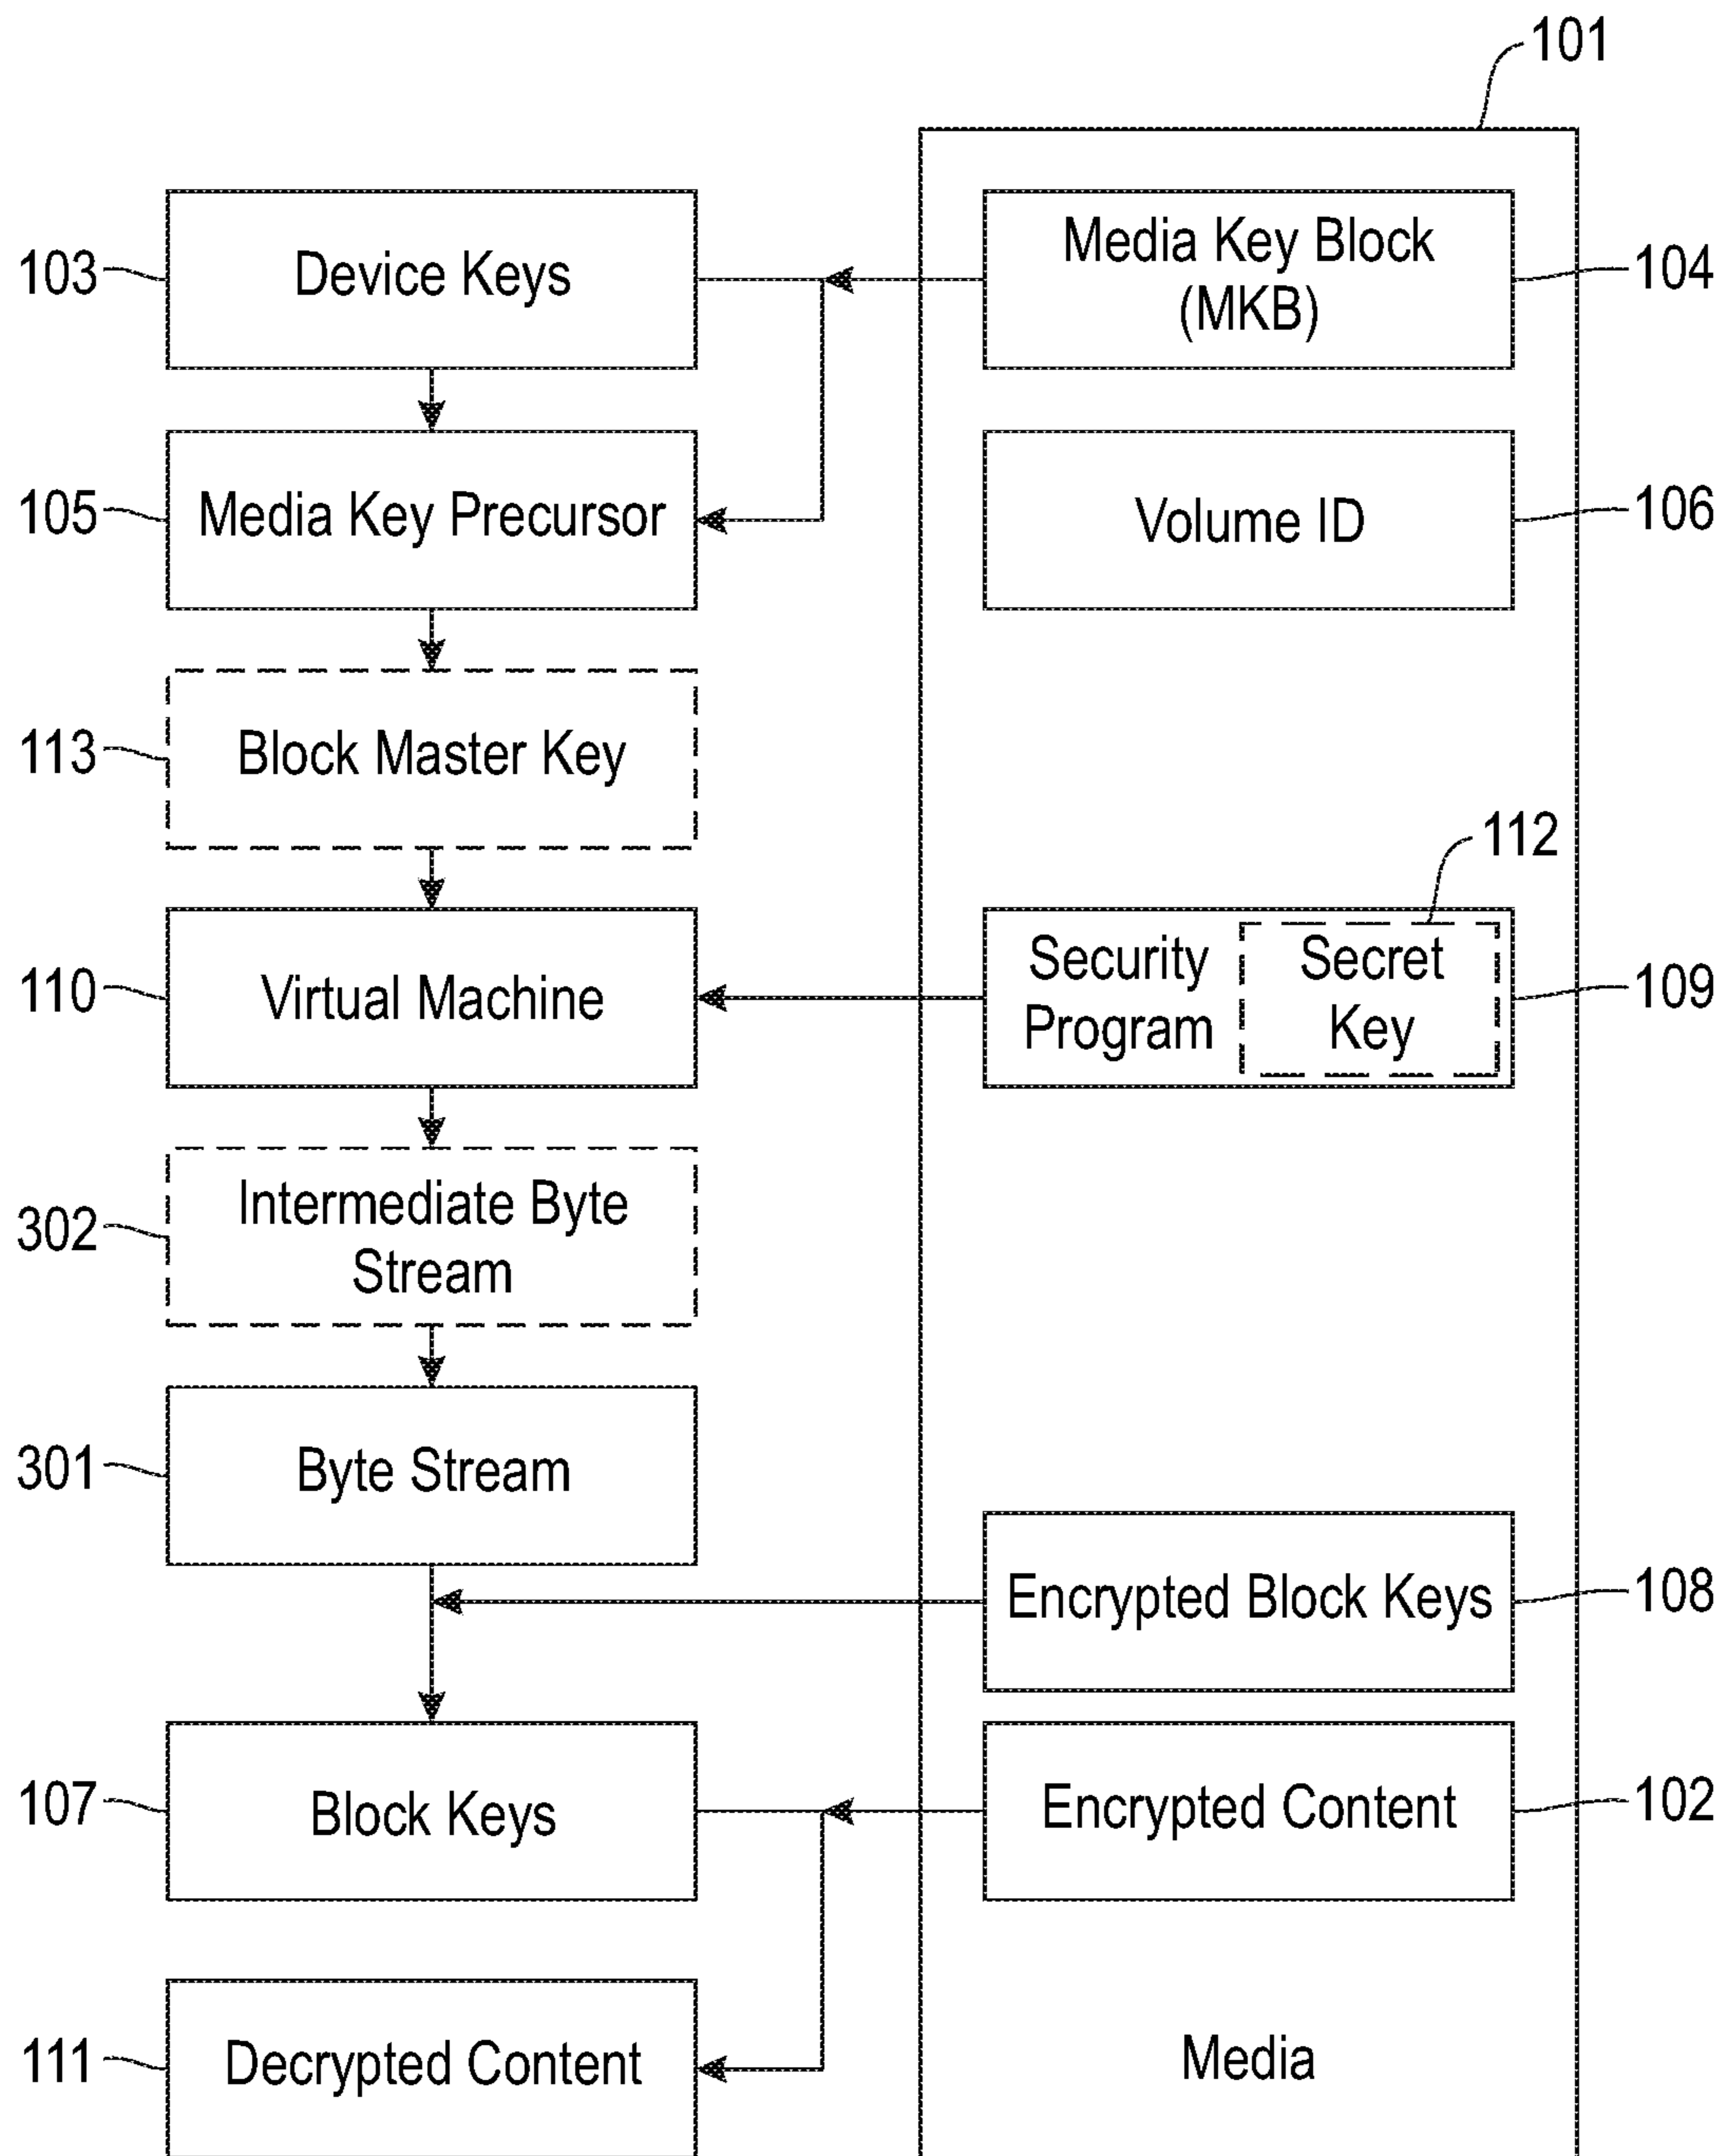 101
103
Device Keys
Media Key Block
(MKB)
104
105
Media Key Precursor
Volume ID
106
113
Block Master Key
112
110
Virtual Machine
Security
Program
Secret
Key
109
302
Intermediate Byte
Stream
301
Byte Stream
Encrypted Block Keys
108
107
Block Keys
Encrypted Content
102
111
Decrypted Content
Media